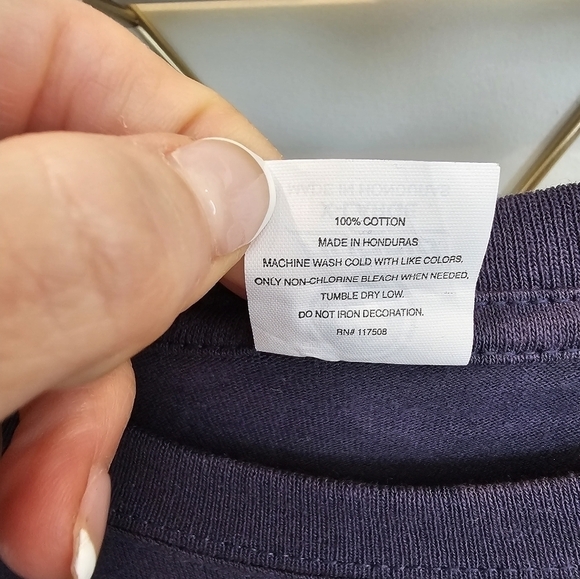 100% COTTON
MADE IN HONDURAS
MACHINE WASH COLD WITH LIKE COLORS.
ONLY NON-CHLORINE BLEACH WHEN NEEDED.
TUMBLE DRY LOW.
DO NOT IRON DECORATION.
RN# 117508